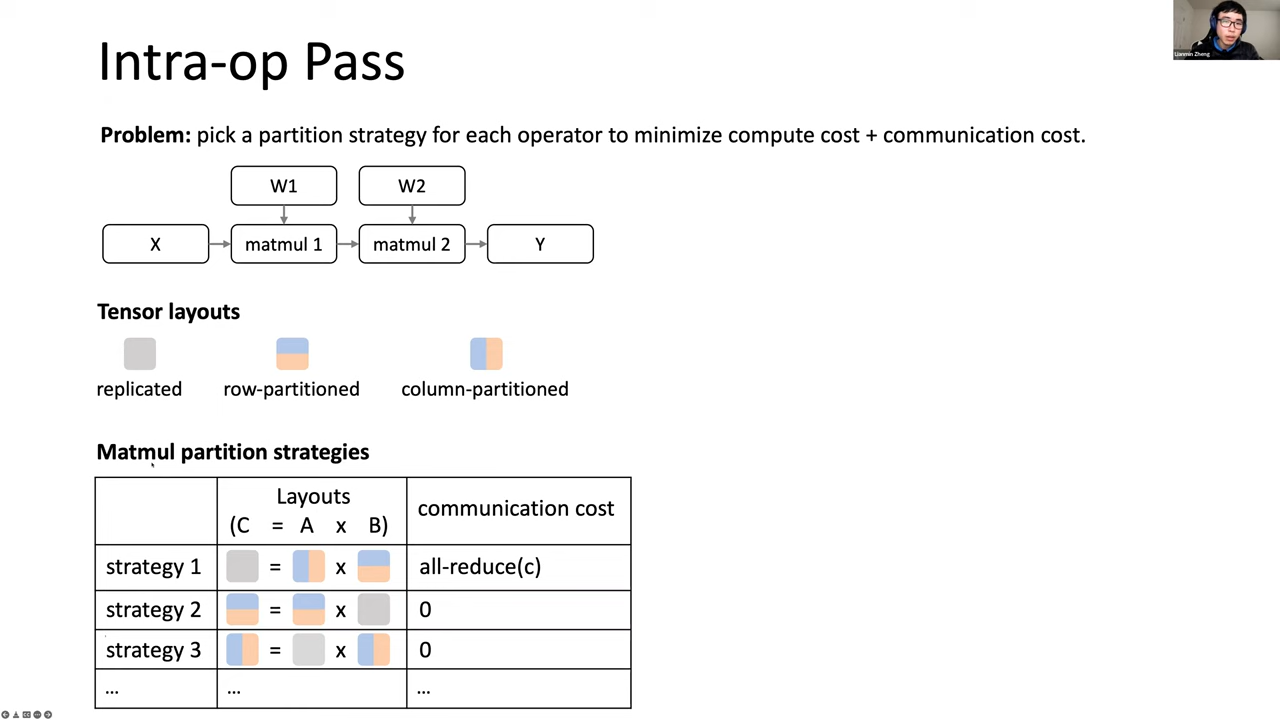 Intra-op Pass
Lianmin Zheng
Problem: pick a partition strategy for each operator to minimize compute cost + communication cost.
W1 W2
X matmul 1 matmul 2 Y
Tensor layouts
replicated row-partitioned column-partitioned
Matmul partition strategies
Layouts
(C = A x B) communication cost
strategy 1 = x all-reduce(c)
strategy 2 = x 0
strategy 3 = x 0
... ... ...